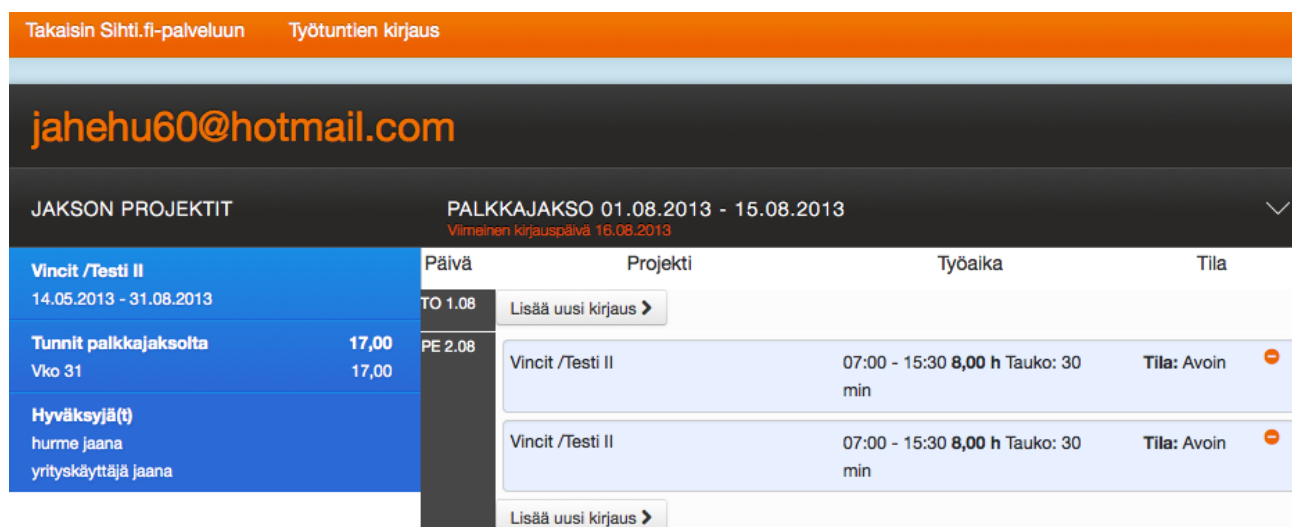 Takaisin Sihti.fi-palveluun Työtuntien kirjaus
jahehu60@hotmail.com
JAKSON PROJEKTIT
PALKKAJAKSO 01.08.2013 - 15.08.2013
Viimeinen kirjauspäivä 16.08.2013
Vincit /Testi II
14.05.2013 - 31.08.2013
Tunnit palkkajaksolta 17,00
Vko 31 17,00
Hyväksyjä(t)
hurme jaana
yrityskäyttäjä jaana
Päivä Projekti Työaika Tila
TO 1.08 Lisää uusi kirjaus
PE 2.08
Vincit /Testi II 07:00 - 15:30 8,00 h Tauko: 30 Tila: Avoin
min
Vincit /Testi II 07:00 - 15:30 8,00 h Tauko: 30 Tila: Avoin
min
Lisää uusi kirjaus